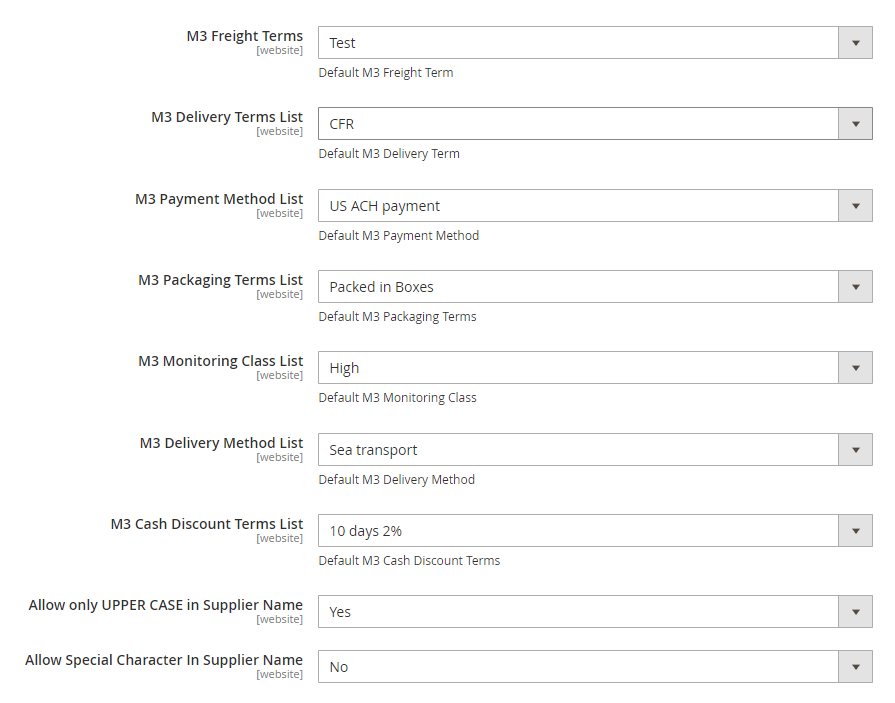 M3 Freight Terms
[website]
Test
Default M3 Freight Term
M3 Delivery Terms List
[website]
CFR
Default M3 Delivery Term
M3 Payment Method List
[website]
US ACH payment
Default M3 Payment Method
M3 Packaging Terms List
[website]
Packed in Boxes
Default M3 Packaging Terms
M3 Monitoring Class List
[website]
High
Default M3 Monitoring Class
M3 Delivery Method List
[website]
Sea transport
Default M3 Delivery Method
M3 Cash Discount Terms List
[website]
10 days 2%
Default M3 Cash Discount Terms
Allow only UPPER CASE in Supplier Name
[website]
Yes
Allow Special Character In Supplier Name
[website]
No